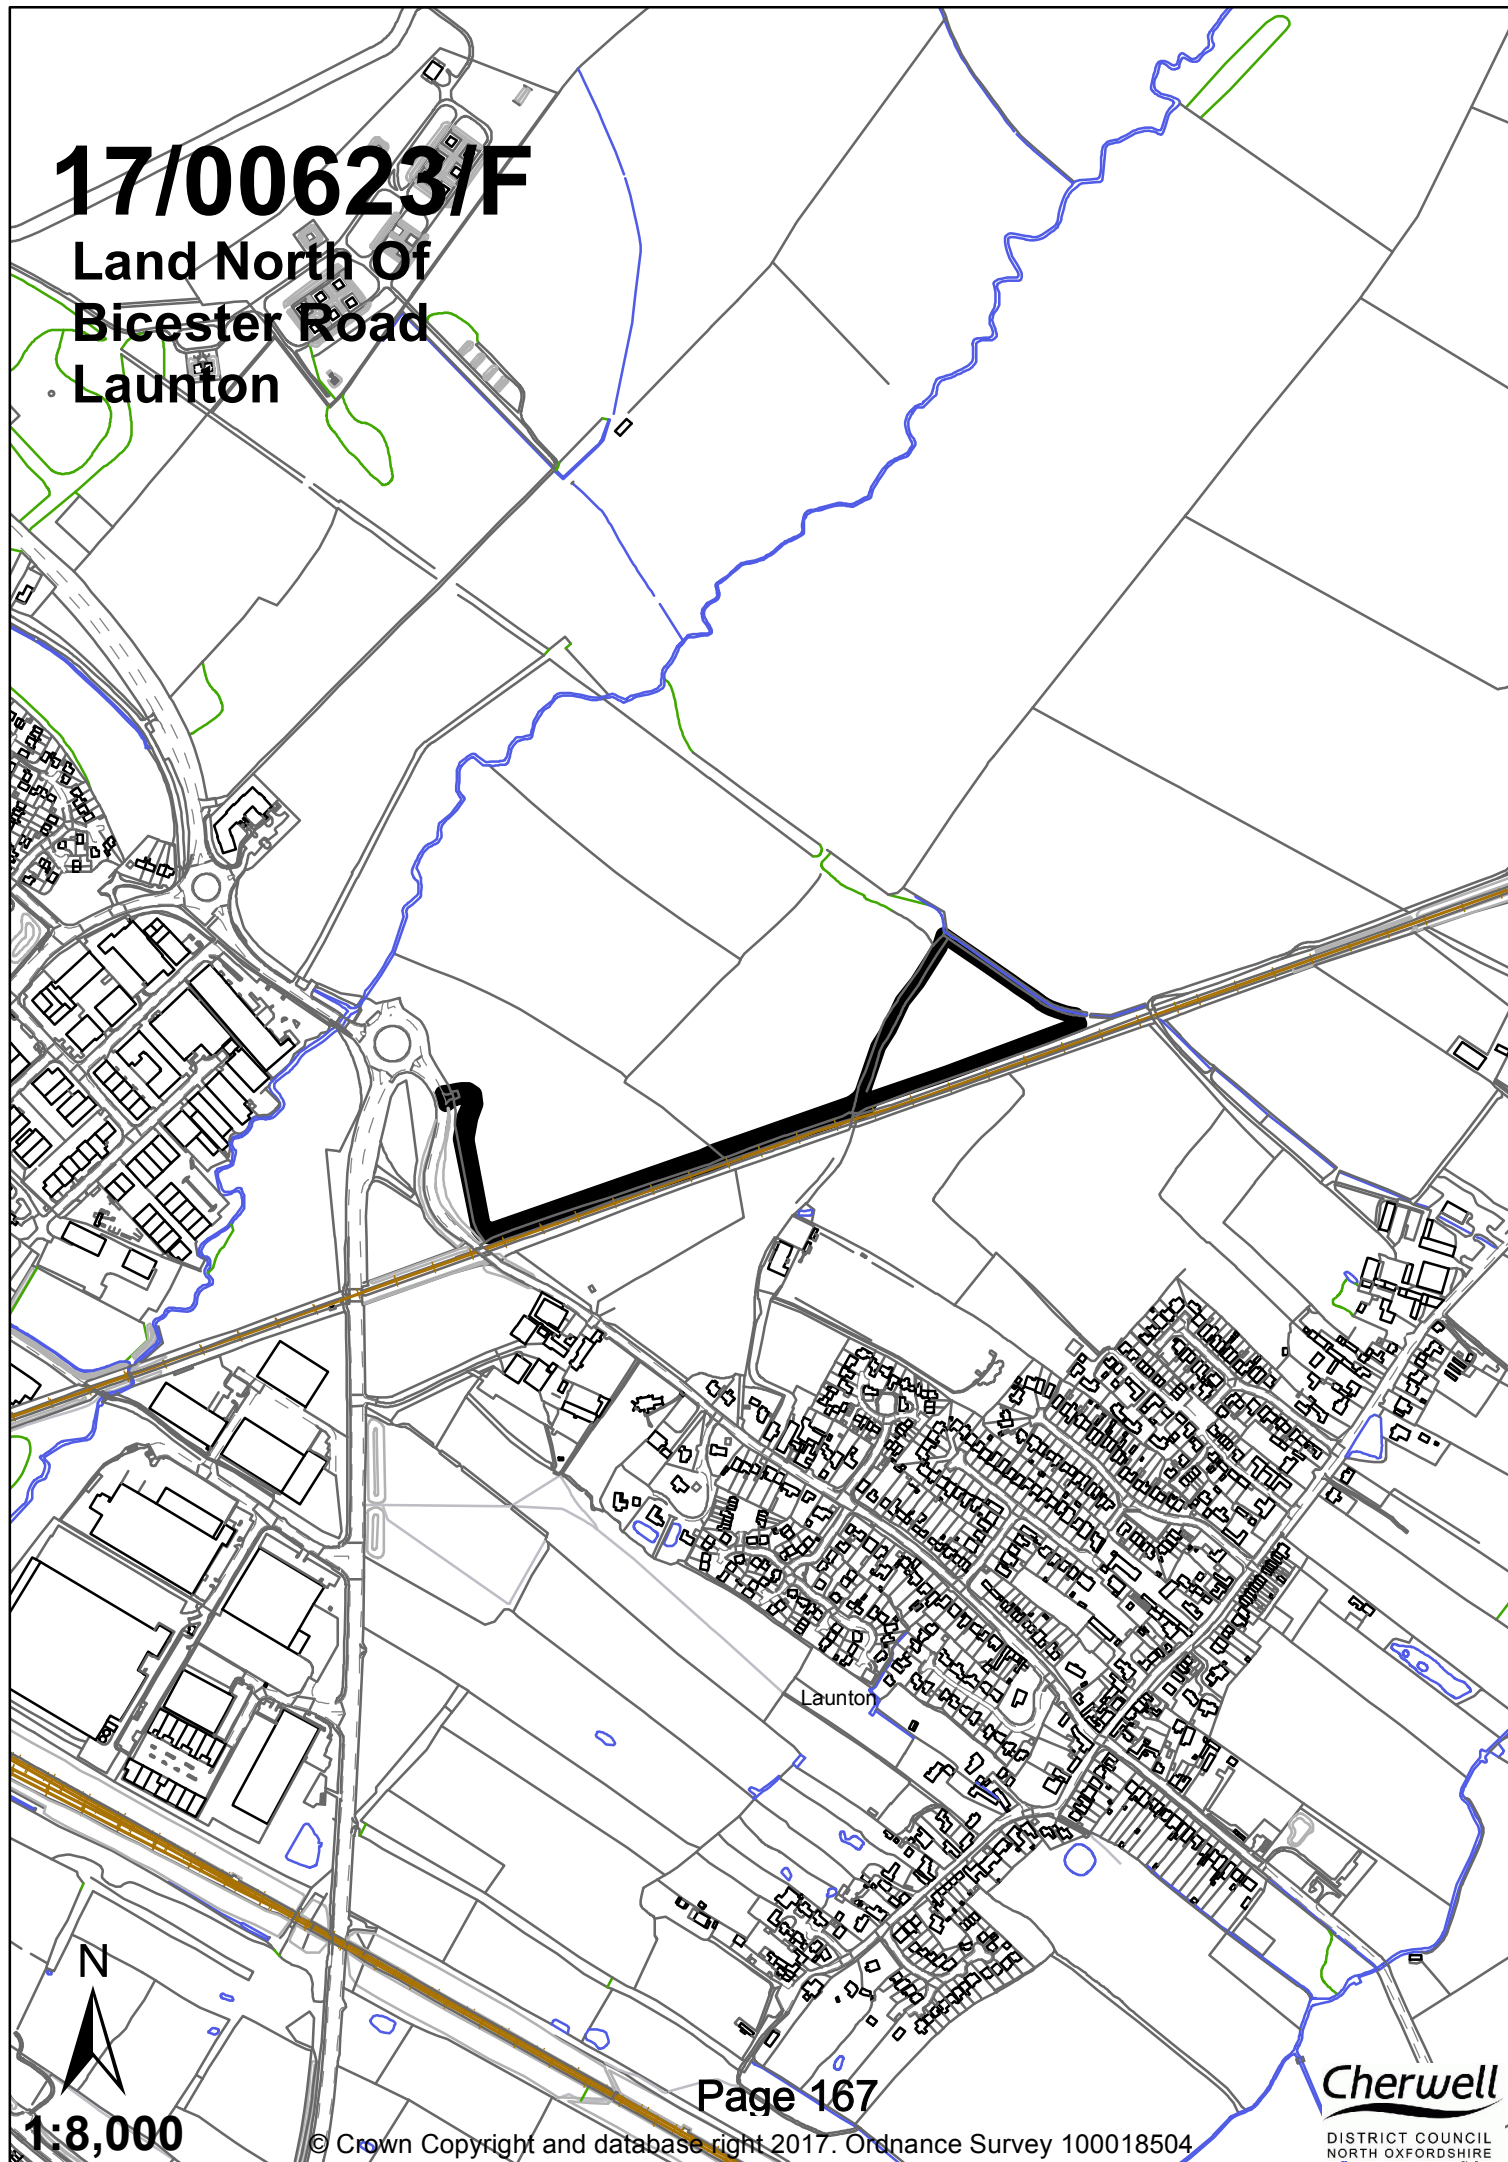 17/00623/F
Land North Of
Bicester Road
Launton
Launton
N
1:8,000
Page 167
© Crown Copyright and database right 2017. Ordnance Survey 100018504
Cherwell
DISTRICT COUNCIL
NORTH OXFORDSHIRE